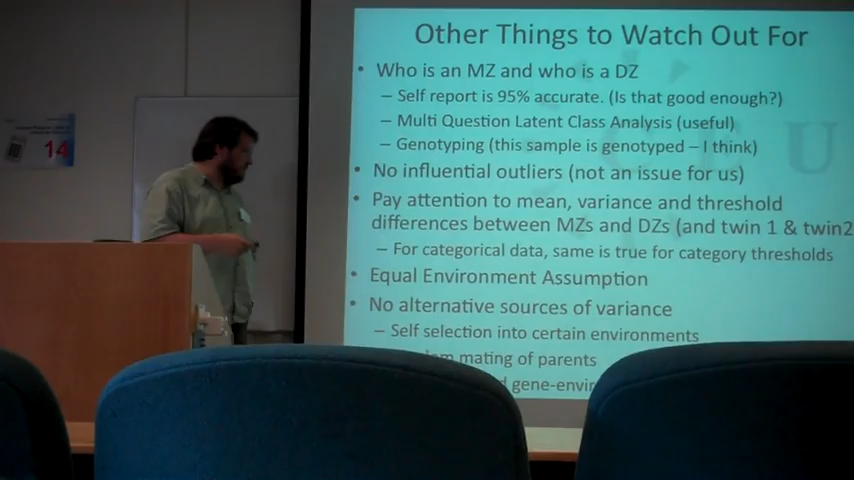 Other Things to Watch Out For
• Who is an MZ and who is a DZ
– Self report is 95% accurate. (Is that good enough?)
– Multi Question Latent Class Analysis (useful)
– Genotyping (this sample is genotyped – I think)
• No influential outliers (not an issue for us)
• Pay attention to mean, variance and threshold
differences between MZs and DZs (and twin 1 & twin2
– For categorical data, same is true for category thresholds
• Equal Environment Assumption
• No alternative sources of variance
– Self selection into certain environments
mating of parents
gene-envir
U
14